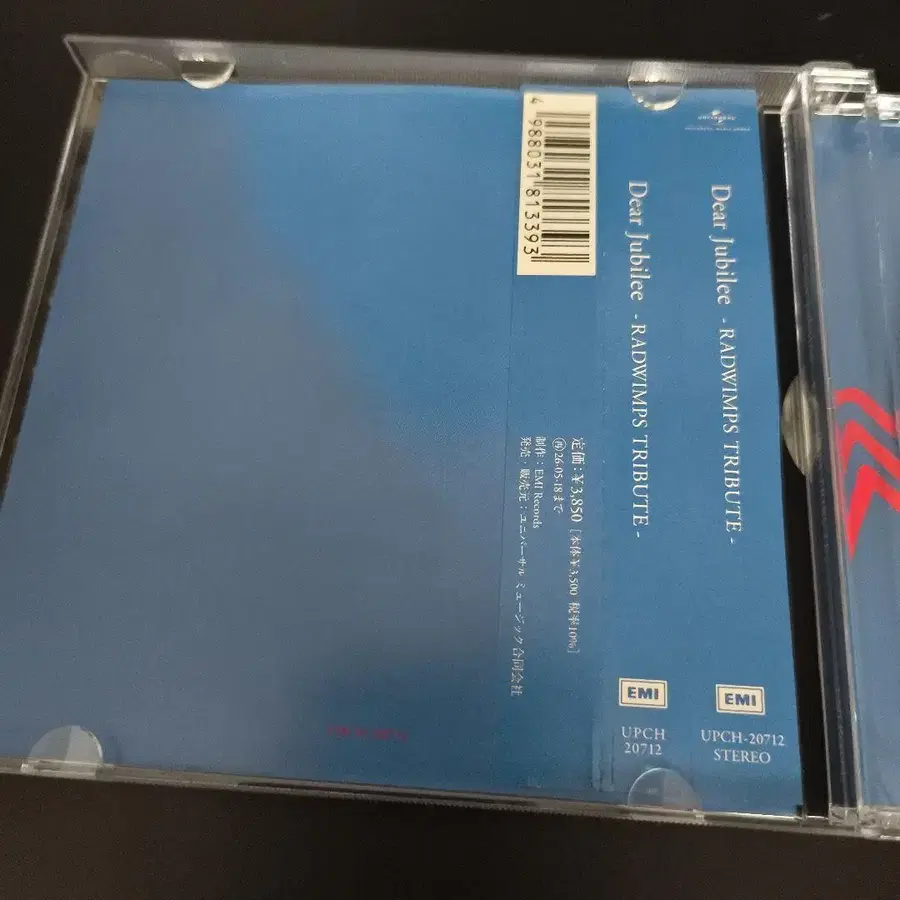 4 988031 813393
Dear Jubilee - RADWIMPS TRIBUTE -
Dear Jubilee - RADWIMPS TRIBUTE -
定価:¥3,850 [本体¥3,500 税率10%]
㋬26·05·18まで
制作:EMI Records
発売・販売元:ユニバーサル ミュージック合同会社
EMI
UPCH
20712
EMI
UPCH-20712
STEREO